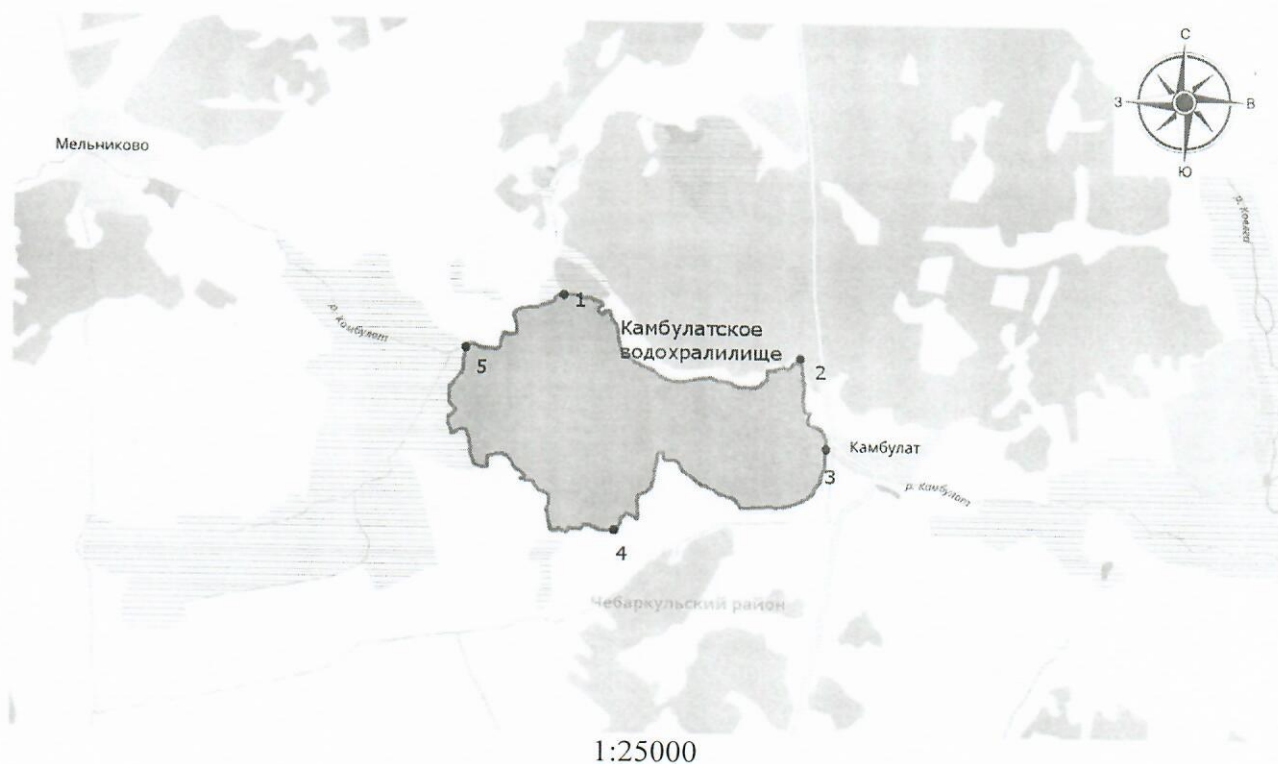 С
З
В
Ю
Мельниково
р. Камбулат
1
Камбулатское
водохралилище
5
2
Камбулат
3
р. Камбулат
4
Чебаркульский район
1:25000